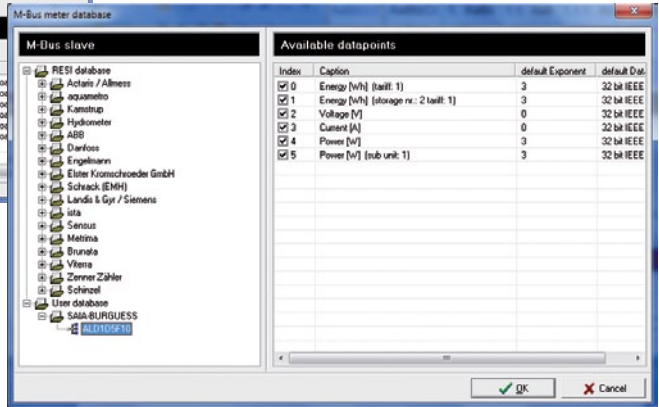 M-Bus meter database
M-Bus slave
RESI database
Actaris / Allmess
aquametro
Kamstrup
Hydrometer
ABB
Danfoss
Engelmann
Elster Kromschroeder GmbH
Schrack (EMH)
Landis & Gyr / Siemens
ista
Sensus
Metrima
Brunata
Viterra
Zenner Zähler
Schinzel
User database
SAIA-BURGUESS
ALD1D5F10
Available datapoints
Index Caption default Exponent default Dat
0 Energy [Wh] (tariff: 1) 3 32 bit IEEE
1 Energy [Wh] (storage nr.: 2 tariff: 1) 3 32 bit IEEE
2 Voltage [V] 0 32 bit IEEE
3 Current [A] 0 32 bit IEEE
4 Power [W] 3 32 bit IEEE
5 Power [W] (sub unit: 1) 3 32 bit IEEE
OK Cancel